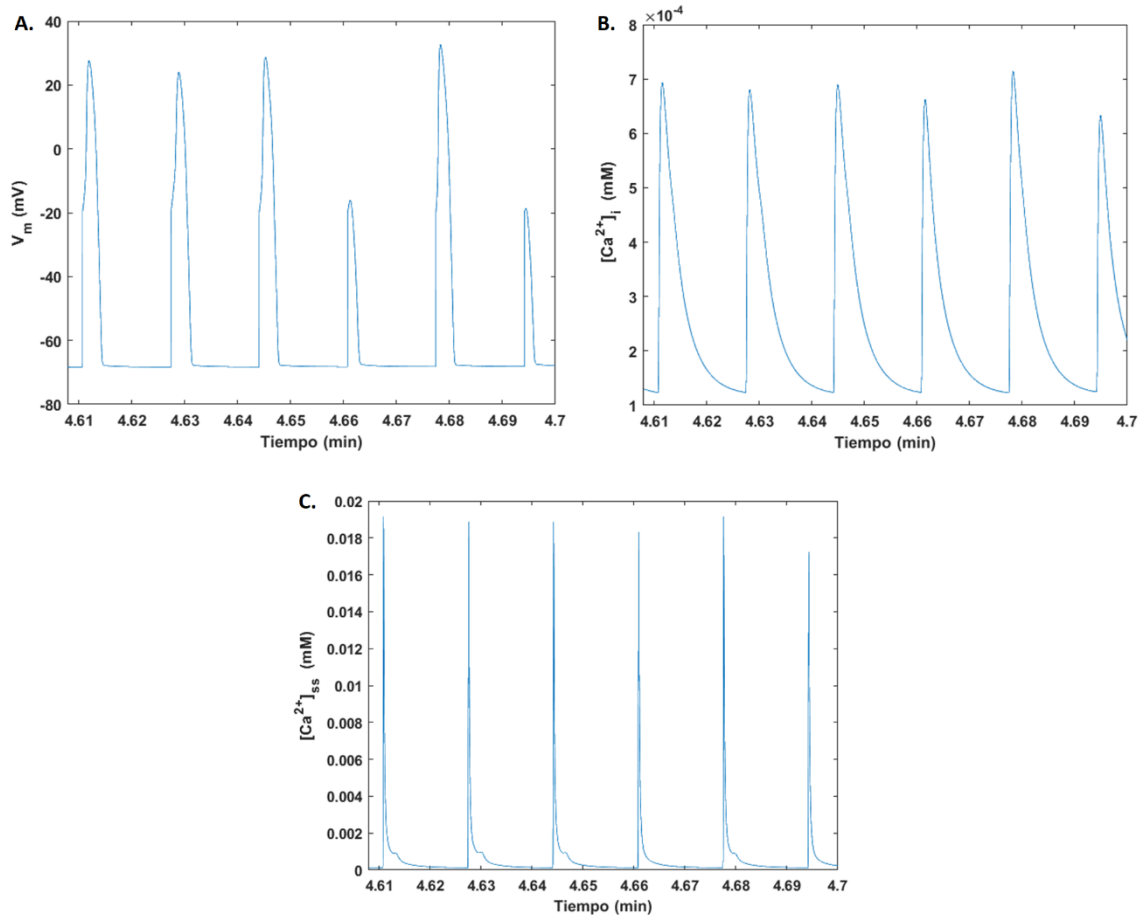 A.
40
20
0
-20
-40
-60
-80
V_m (mV)
4.61 4.62 4.63 4.64 4.65 4.66 4.67 4.68 4.69 4.7
Tiempo (min)
B.
×10⁻⁴
8
7
6
5
4
3
2
1
[Ca²⁺]_i (mM)
4.61 4.62 4.63 4.64 4.65 4.66 4.67 4.68 4.69 4.7
Tiempo (min)
C.
0.02
0.018
0.016
0.014
0.012
0.01
0.008
0.006
0.004
0.002
0
[Ca²⁺]_ss (mM)
4.61 4.62 4.63 4.64 4.65 4.66 4.67 4.68 4.69 4.7
Tiempo (min)